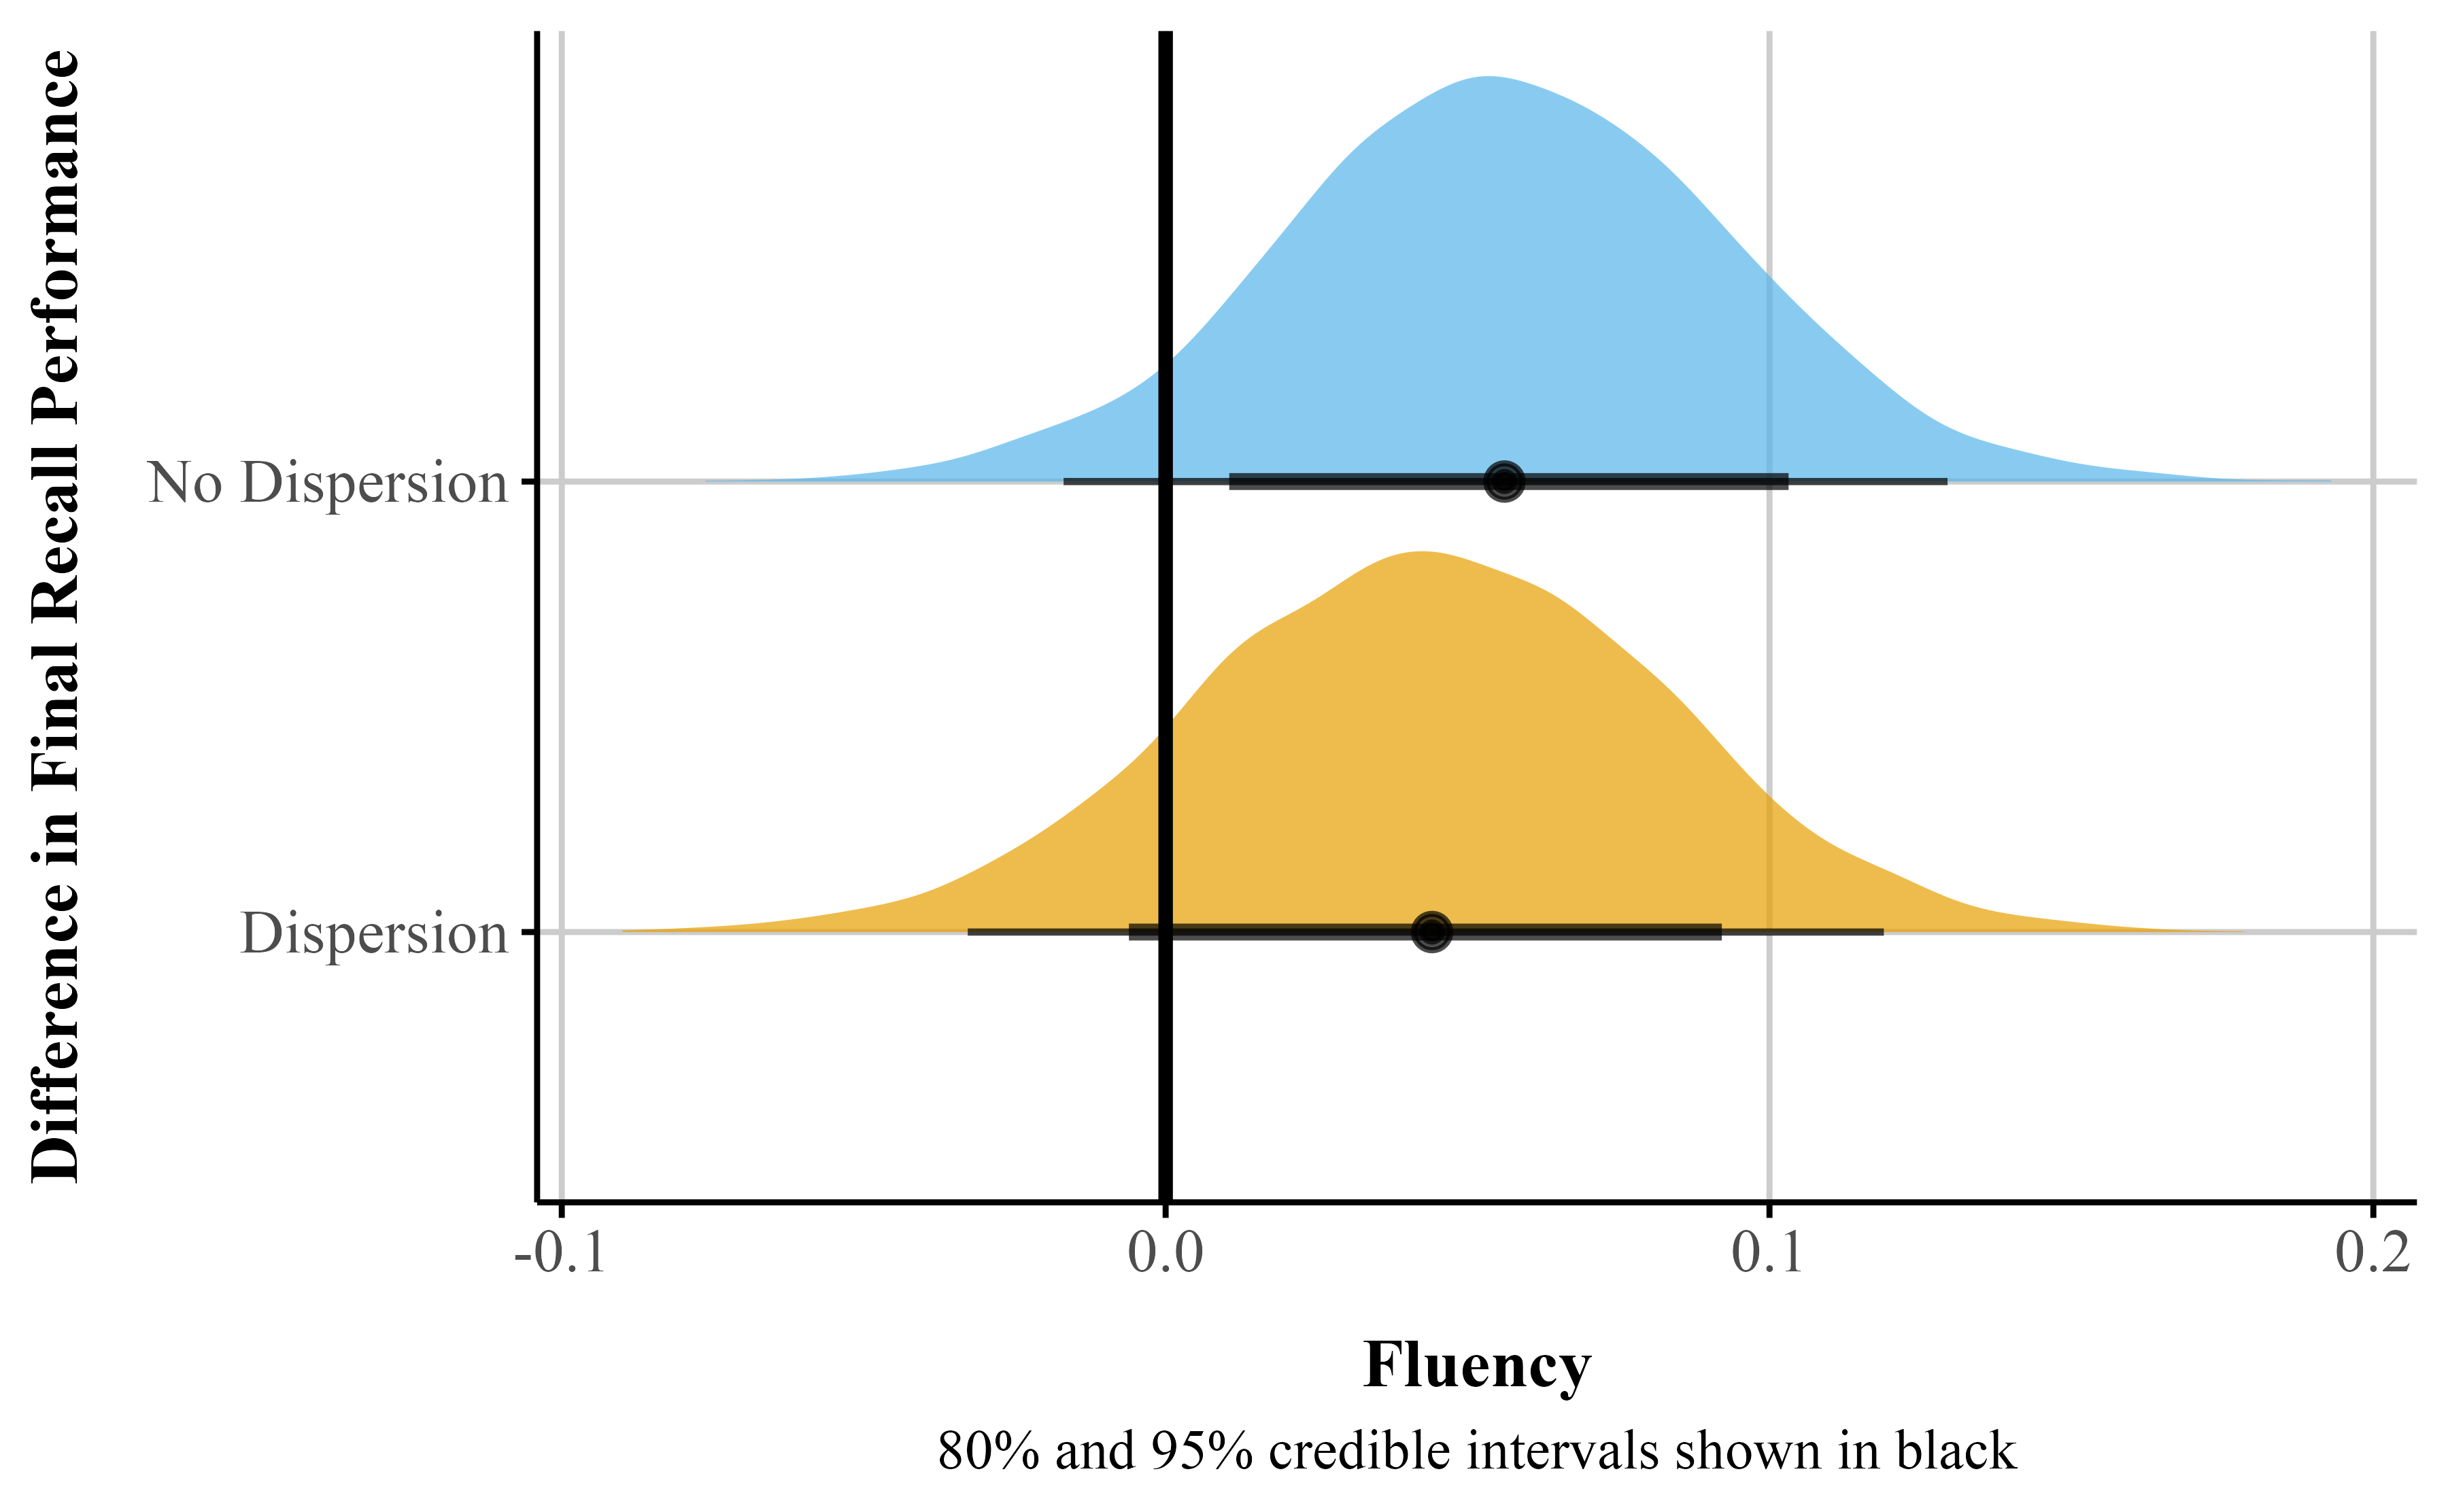 Difference in Final Recall Performance
No Dispersion
Dispersion
-0.1 0.0 0.1 0.2
Fluency
80% and 95% credible intervals shown in black